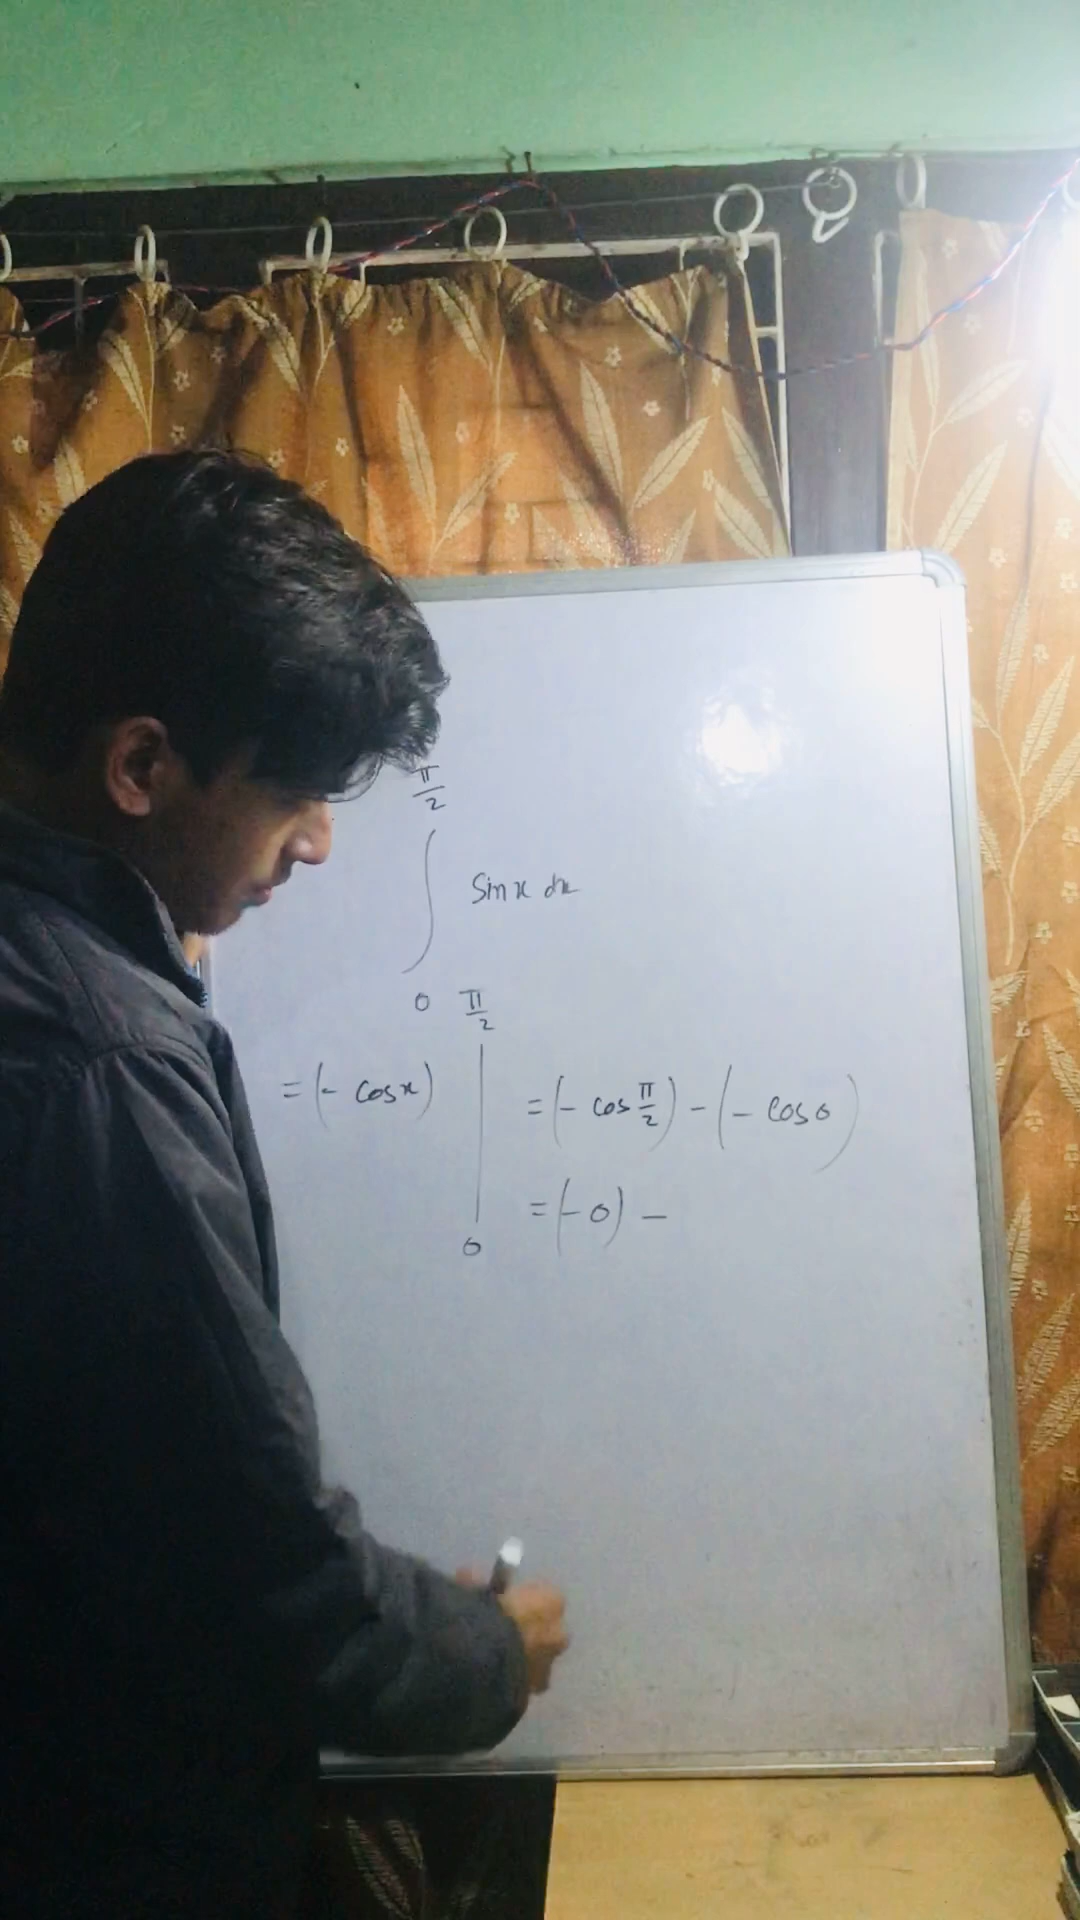 π/2
∫ Sin x dx
0
π/2
= (- cos x) | = (- cos π/2) - (- cos 0)
= (- 0) -
0